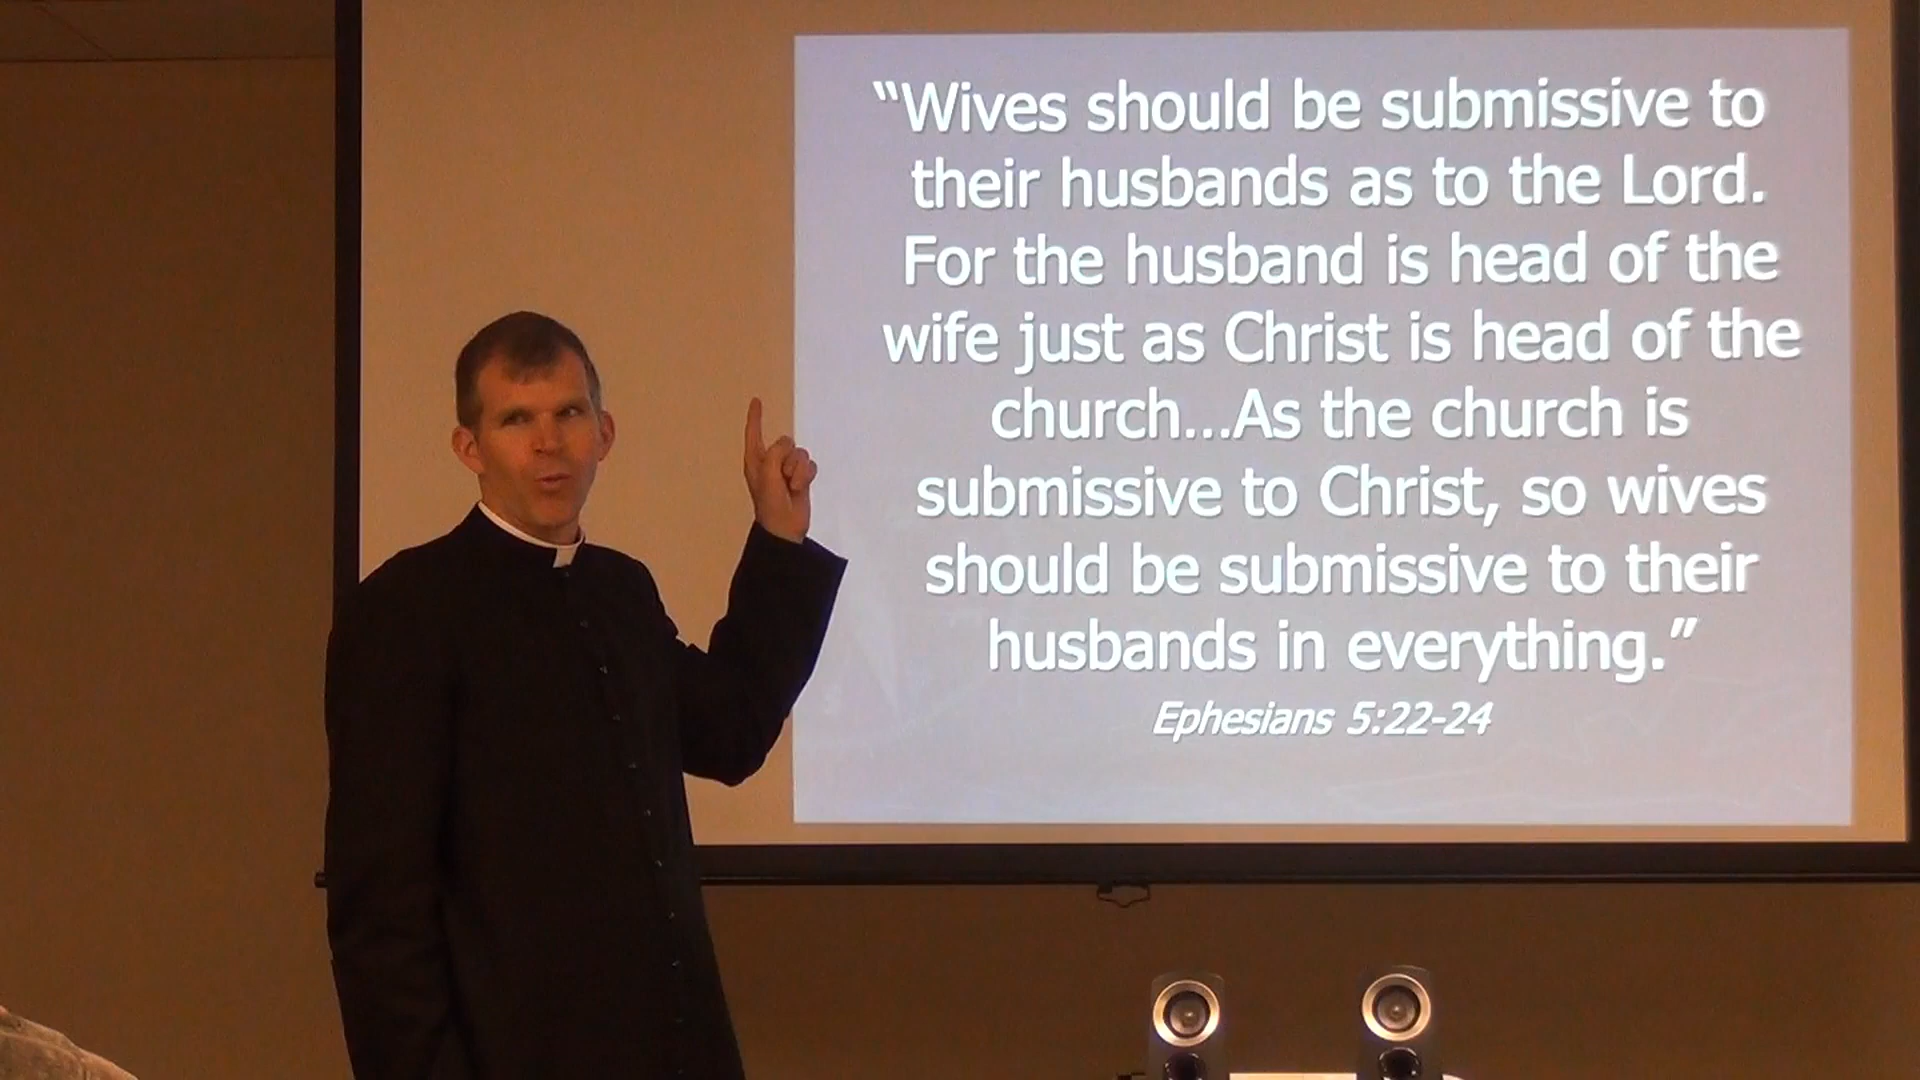 “Wives should be submissive to
their husbands as to the Lord.
For the husband is head of the
wife just as Christ is head of the
church...As the church is
submissive to Christ, so wives
should be submissive to their
husbands in everything.”
Ephesians 5:22-24